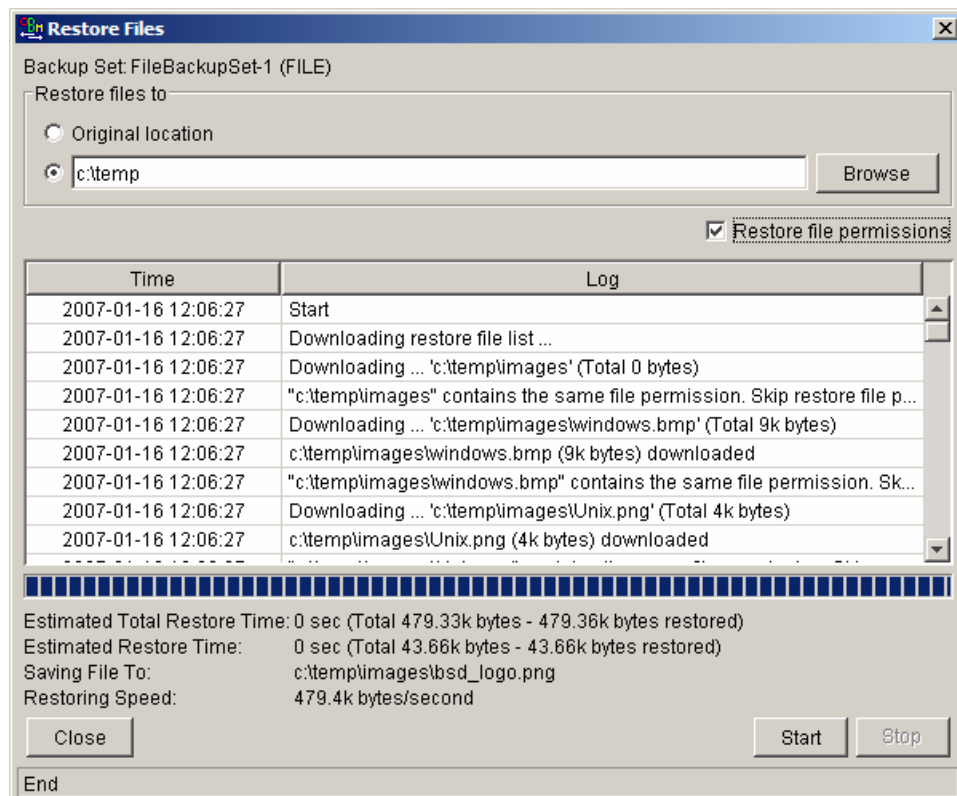 Restore Files
Backup Set: FileBackupSet-1 (FILE)
Restore files to
Original location
c:\temp
Browse
Restore file permissions
Time Log
2007-01-16 12:06:27 Start
2007-01-16 12:06:27 Downloading restore file list ...
2007-01-16 12:06:27 Downloading ... 'c:\temp\images' (Total 0 bytes)
2007-01-16 12:06:27 "c:\temp\images" contains the same file permission. Skip restore file p...
2007-01-16 12:06:27 Downloading ... 'c:\temp\images\windows.bmp' (Total 9k bytes)
2007-01-16 12:06:27 c:\temp\images\windows.bmp (9k bytes) downloaded
2007-01-16 12:06:27 "c:\temp\images\windows.bmp" contains the same file permission. Sk...
2007-01-16 12:06:27 Downloading ... 'c:\temp\images\Unix.png' (Total 4k bytes)
2007-01-16 12:06:27 c:\temp\images\Unix.png (4k bytes) downloaded
Estimated Total Restore Time: 0 sec (Total 479.33k bytes - 479.36k bytes restored)
Estimated Restore Time: 0 sec (Total 43.66k bytes - 43.66k bytes restored)
Saving File To: c:\temp\images\bsd_logo.png
Restoring Speed: 479.4k bytes/second
Close Start Stop
End